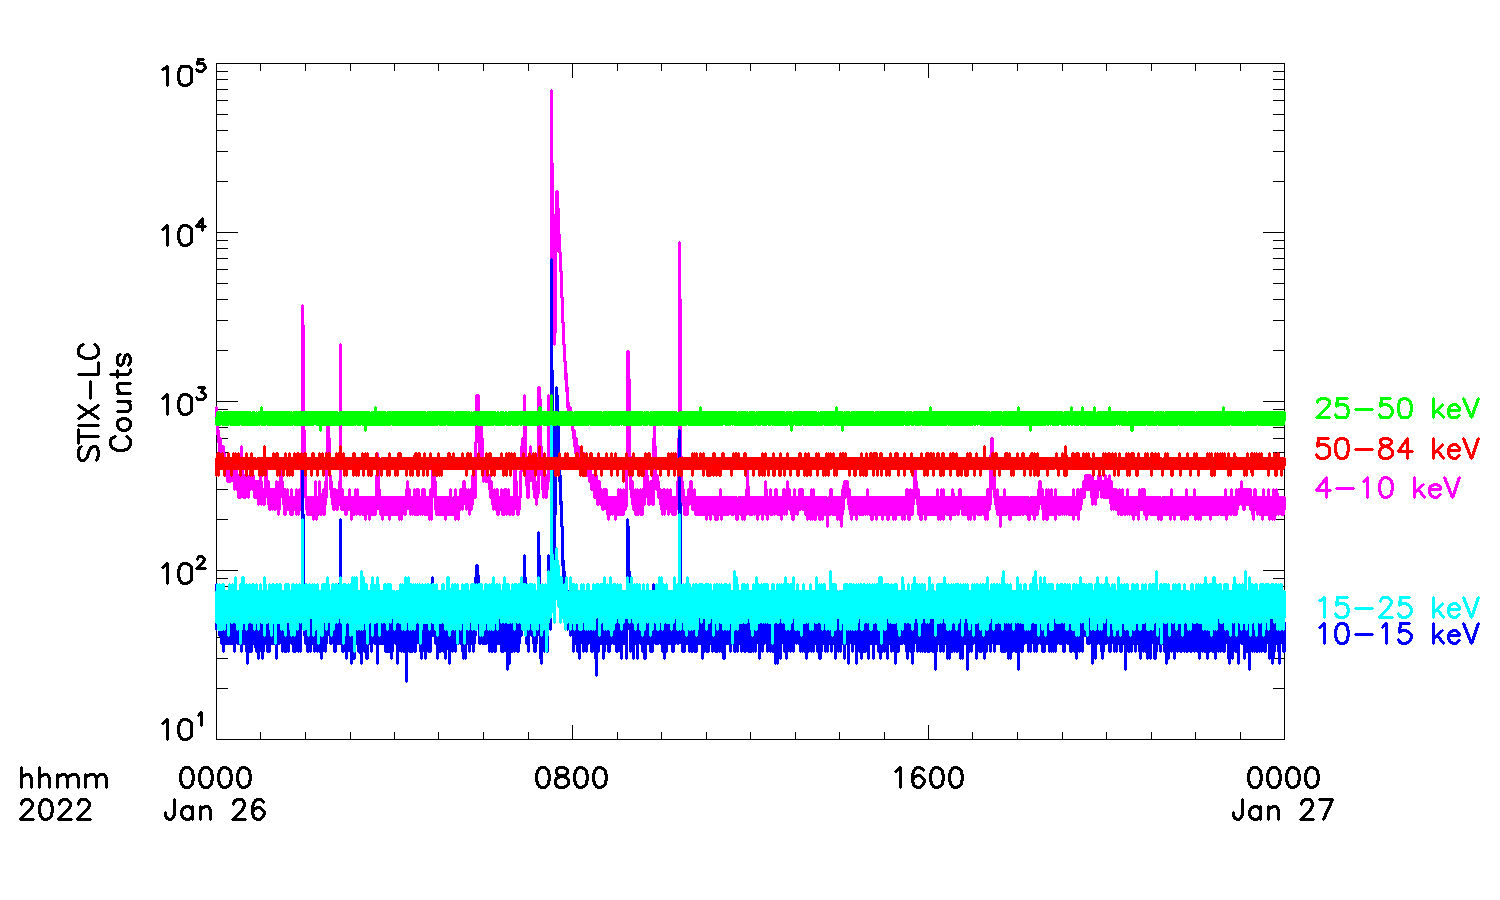 10⁵
10⁴
10³
10²
10¹
STIX-LC
Counts
25-50 keV
50-84 keV
4-10 keV
15-25 keV
10-15 keV
hhmm 0000 0800 1600 0000
2022 Jan 26 Jan 27